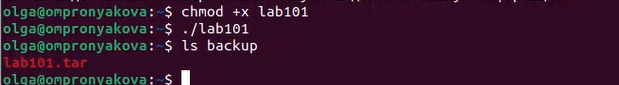 olga@ompronyakova:~$ chmod +x lab101
olga@ompronyakova:~$ ./lab101
olga@ompronyakova:~$ ls backup
lab101.tar
olga@ompronyakova:~$